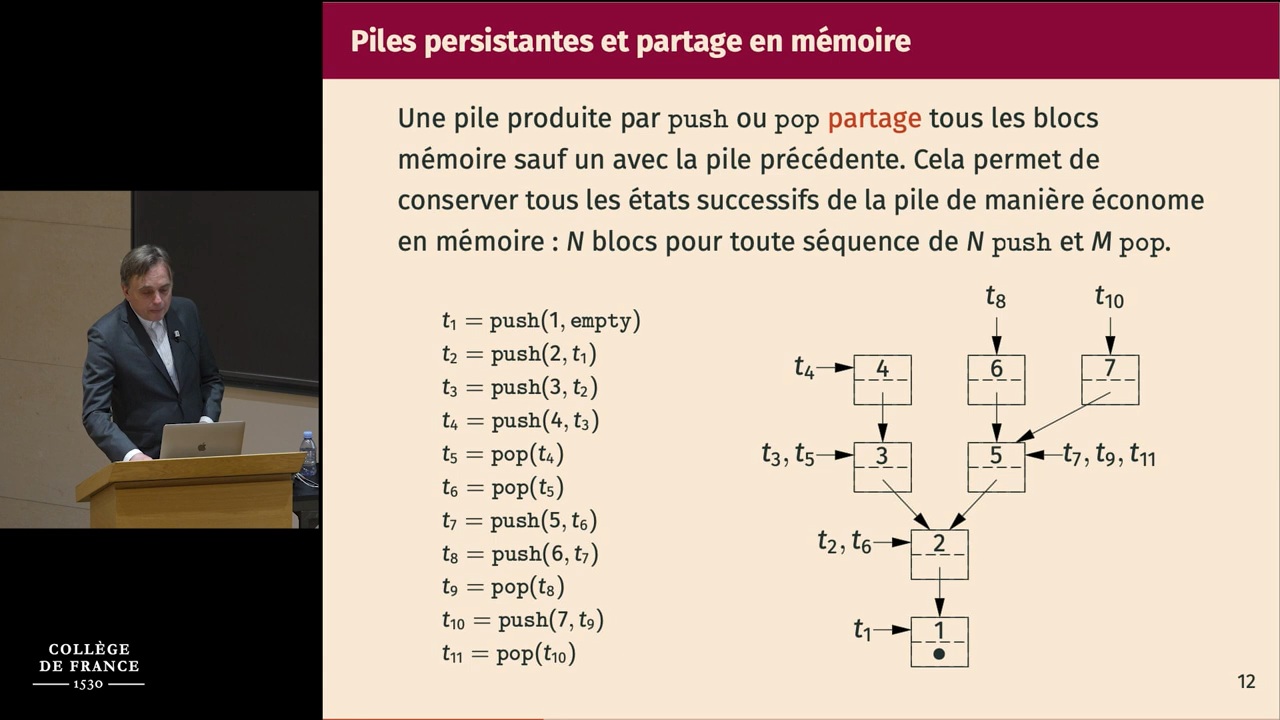 Piles persistantes et partage en mémoire
Une pile produite par push ou pop partage tous les blocs
mémoire sauf un avec la pile précédente. Cela permet de
conserver tous les états successifs de la pile de manière économe
en mémoire : N blocs pour toute séquence de N push et M pop.
t₁ = push(1, empty)
t₂ = push(2, t₁)
t₃ = push(3, t₂)
t₄ = push(4, t₃)
t₅ = pop(t₄)
t₆ = pop(t₅)
t₇ = push(5, t₆)
t₈ = push(6, t₇)
t₉ = pop(t₈)
t₁₀ = push(7, t₉)
t₁₁ = pop(t₁₀)
t₈ t₁₀
t₄ 4 6 7
t₃, t₅ 3 5 t₇, t₉, t₁₁
t₂, t₆ 2
t₁ 1
12
COLLÈGE
DE FRANCE
1530